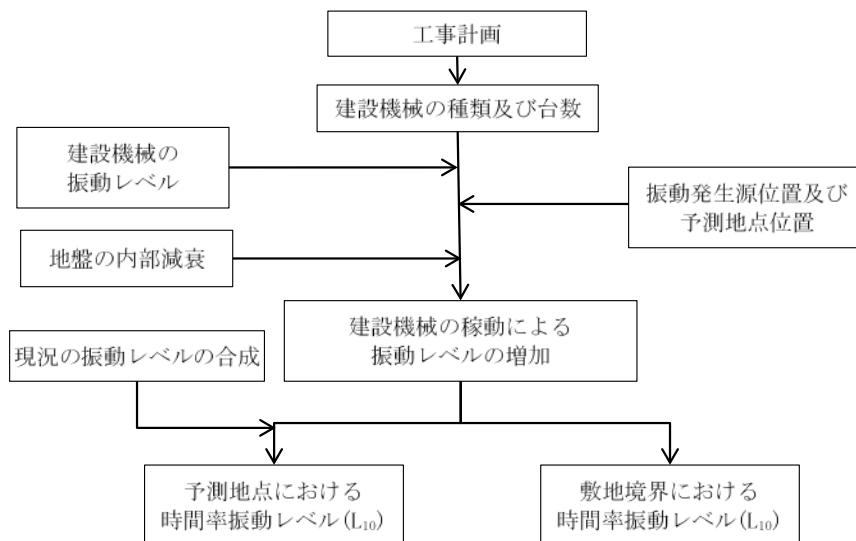 工事計画
建設機械の種類及び台数
建設機械の
振動レベル
振動発生源位置及び
予測地点位置
地盤の内部減衰
建設機械の稼動による
振動レベルの増加
現況の振動レベルの合成
予測地点における
時間率振動レベル(L₁₀)
敷地境界における
時間率振動レベル(L₁₀)